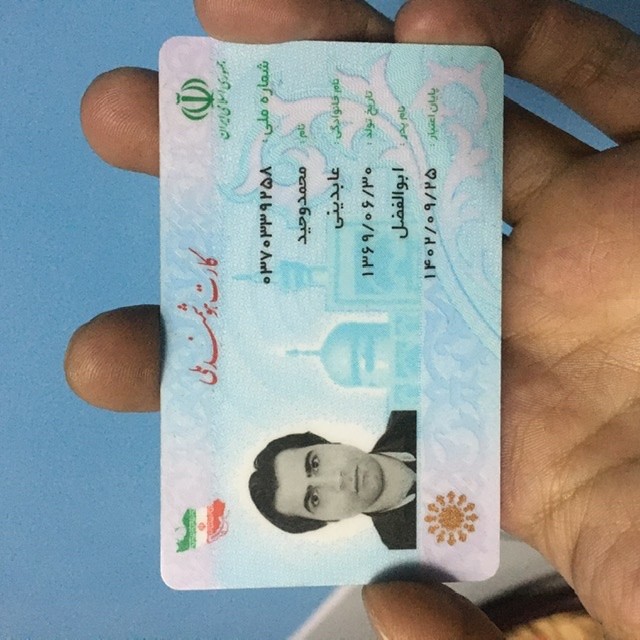 جمهوری اسلامی ایران
کارت هوشمند ملی
شماره ملی: ۰۳۷۰۳۳۹۲۵۸
نام: محمدوحید
نام خانوادگی: عابدینی
تاریخ تولد: ۱۳۶۹/۰۶/۳۰
نام پدر: ابوالفضل
پایان اعتبار: ۱۴۰۲/۰۹/۲۵